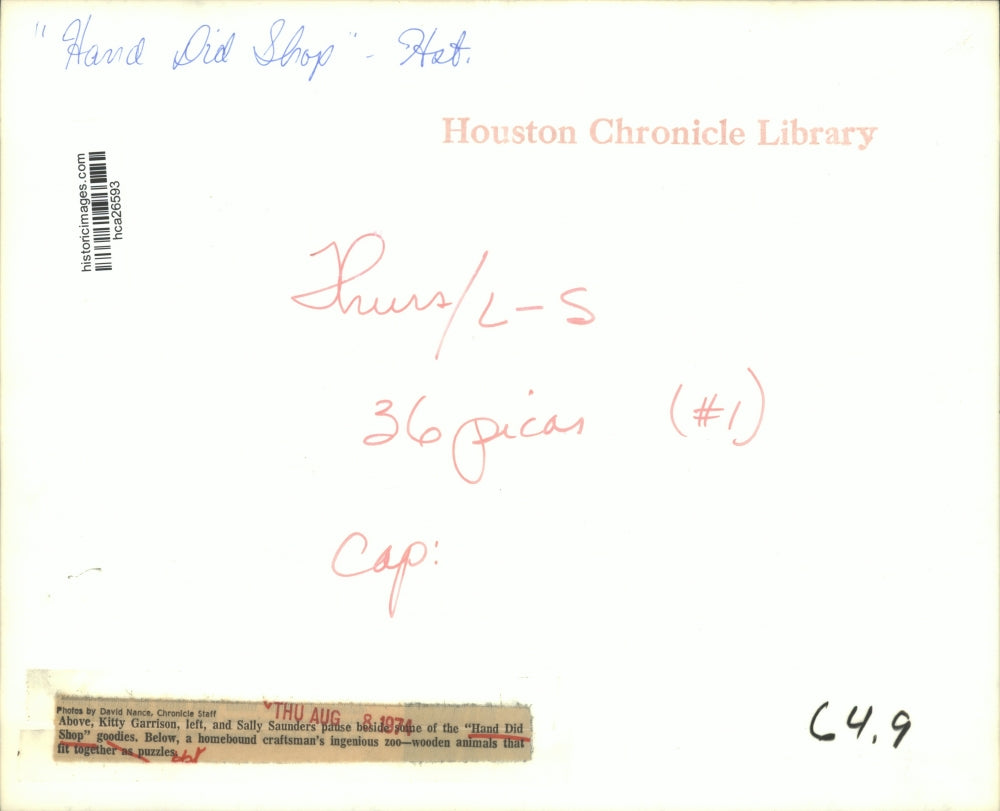 "Hand Did Shop" - Hst.
Houston Chronicle Library
historicimages.com
hca26593
Thurs/L-S
36 picas (#1)
Cap:
Photos by David Nance, Chronicle Staff
THU AUG 8 1974
Above, Kitty Garrison, left, and Sally Saunders pause beside some of the "Hand Did
Shop" goodies. Below, a homebound craftsman's ingenious zoo—wooden animals that
fit together as puzzles
64.9